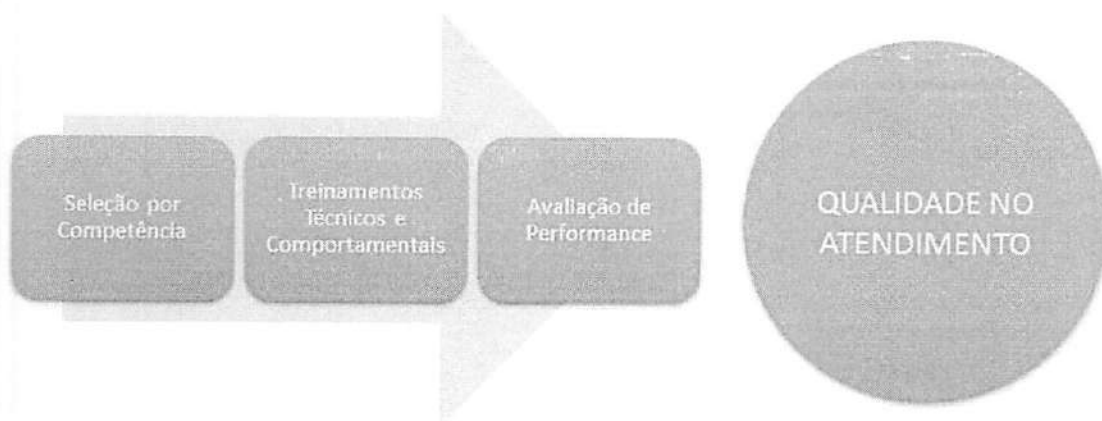 Seleção por
Competência
Treinamentos
Técnicos e
Comportamentais
Avaliação de
Performance
QUALIDADE NO
ATENDIMENTO